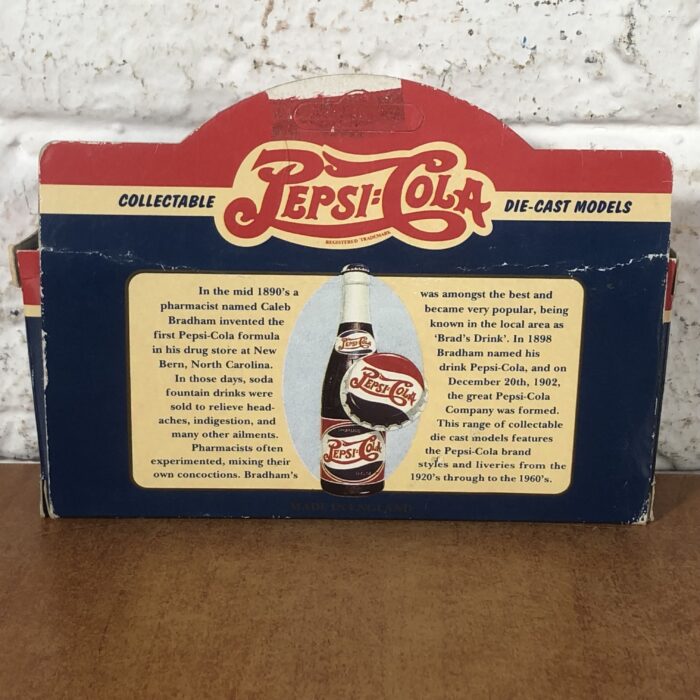 COLLECTABLE
PEPSI:COLA
DIE-CAST MODELS
REGISTERED TRADEMARK
In the mid 1890's a
pharmacist named Caleb
Bradham invented the
first Pepsi-Cola formula
in his drug store at New
Bern, North Carolina.
In those days, soda
fountain drinks were
sold to relieve head-
aches, indigestion, and
many other ailments.
Pharmacists often
experimented, mixing their
own concoctions. Bradham's
Pepsi:Cola
PEPSI:COLA
PEPSI:COLA
was amongst the best and
became very popular, being
known in the local area as
'Brad's Drink'. In 1898
Bradham named his
drink Pepsi-Cola, and on
December 20th, 1902,
the great Pepsi-Cola
Company was formed.
This range of collectable
die cast models features
the Pepsi-Cola brand
styles and liveries from the
1920's through to the 1960's.
MADE IN ENGLAND